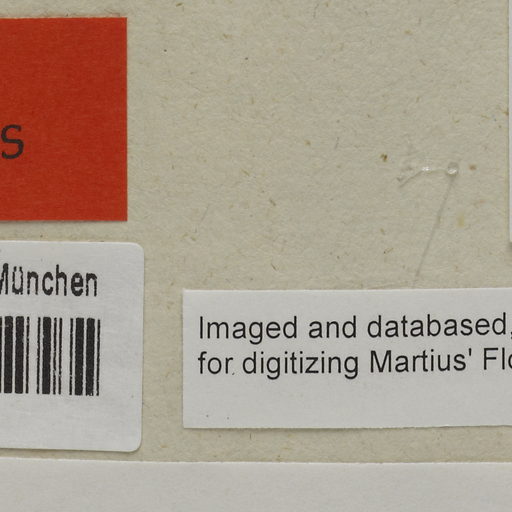 s
München
Imaged and databased,
for digitizing Martius' Flo